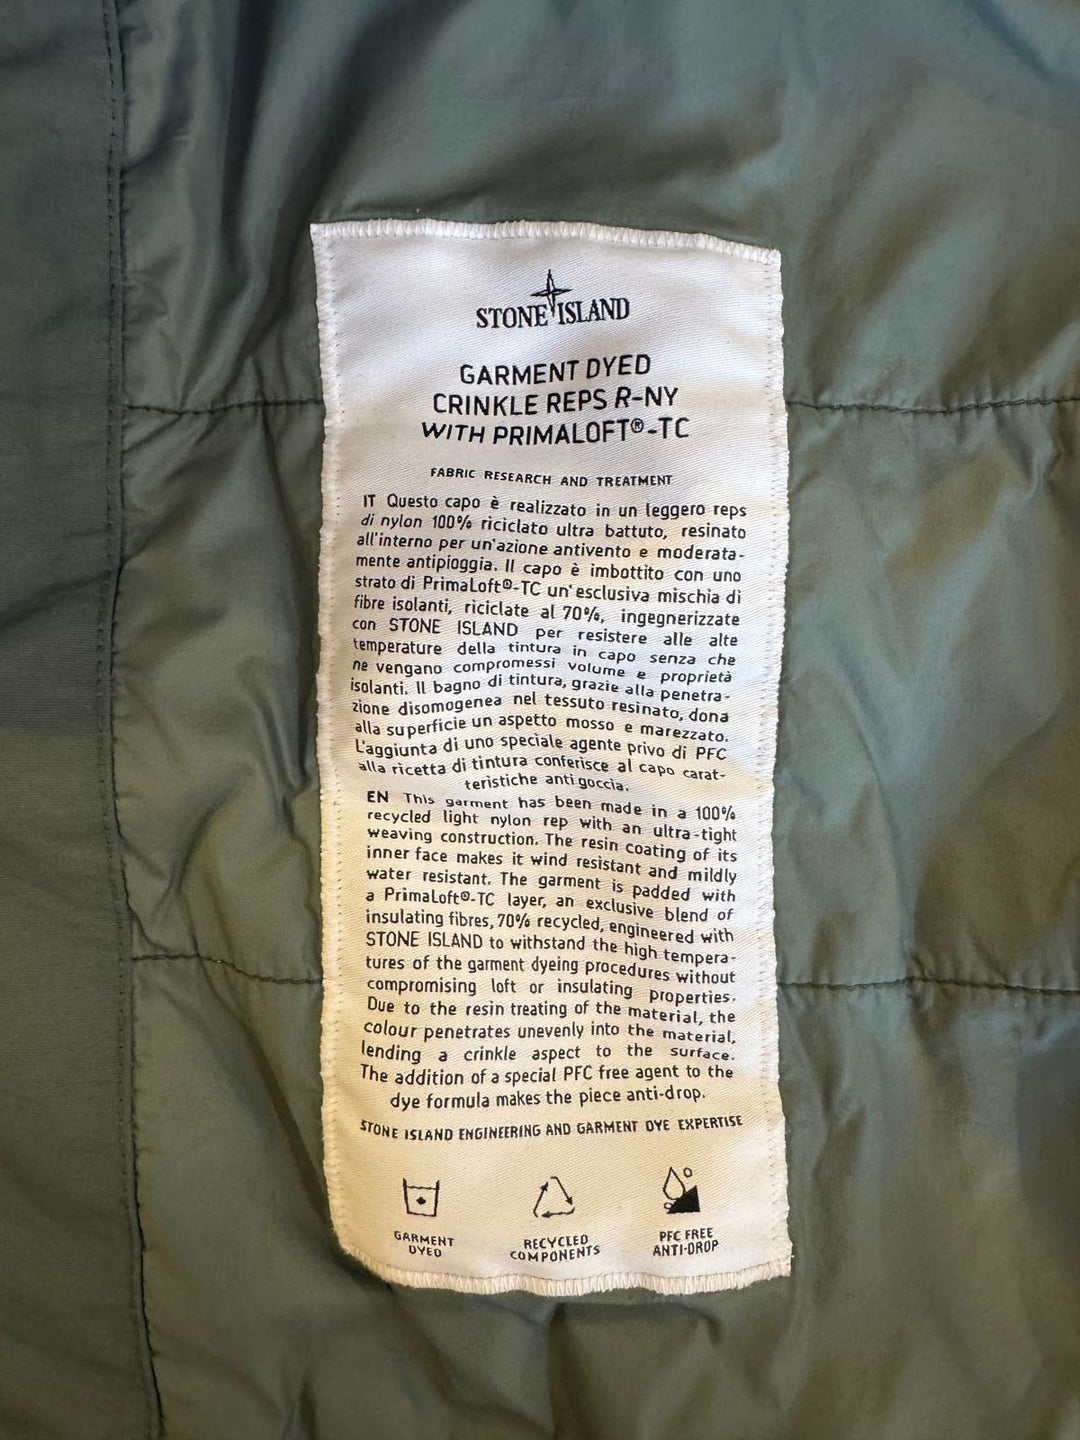 STONE ISLAND
GARMENT DYED
CRINKLE REPS R-NY
WITH PRIMALOFT®-TC
FABRIC RESEARCH AND TREATMENT
IT Questo capo è realizzato in un leggero reps
di nylon 100% riciclato ultra battuto, resinato
all'interno per un'azione antivento e moderata-
mente antipioggia. Il capo è imbottito con uno
strato di PrimaLoft®-TC un'esclusiva mischia di
fibre isolanti, riciclate al 70%, ingegnerizzate
con STONE ISLAND per resistere alle alte
temperature della tintura in capo senza che
ne vengano compromessi volume e proprietà
isolanti. Il bagno di tintura, grazie alla penetra-
zione disomogenea nel tessuto resinato, dona
alla superficie un aspetto mosso e marezzato.
L'aggiunta di uno speciale agente privo di PFC
alla ricetta di tintura conferisce al capo carat-
teristiche anti goccia.
EN This garment has been made in a 100%
recycled light nylon rep with an ultra-tight
weaving construction. The resin coating of its
inner face makes it wind resistant and mildly
water resistant. The garment is padded with
a PrimaLoft®-TC layer, an exclusive blend of
insulating fibres, 70% recycled, engineered with
STONE ISLAND to withstand the high tempera-
tures of the garment dyeing procedures without
compromising loft or insulating properties.
Due to the resin treating of the material, the
colour penetrates unevenly into the material,
lending a crinkle aspect to the surface.
The addition of a special PFC free agent to the
dye formula makes the piece anti-drop.
STONE ISLAND ENGINEERING AND GARMENT DYE EXPERTISE
GARMENT
DYED
RECYCLED
COMPONENTS
PFC FREE
ANTI-DROP